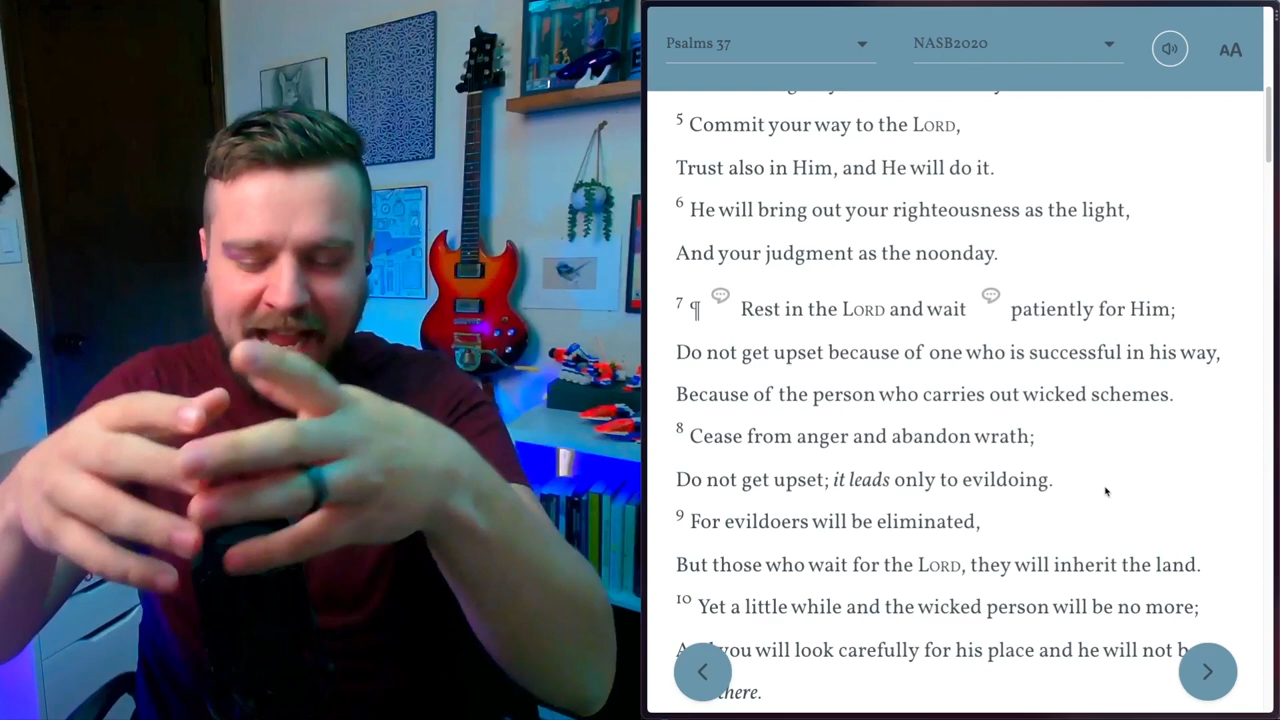 Psalms 37
NASB2020
AA
5 Commit your way to the LORD,
Trust also in Him, and He will do it.
6 He will bring out your righteousness as the light,
And your judgment as the noonday.
7 ¶ Rest in the LORD and wait patiently for Him;
Do not get upset because of one who is successful in his way,
Because of the person who carries out wicked schemes.
8 Cease from anger and abandon wrath;
Do not get upset; it leads only to evildoing.
9 For evildoers will be eliminated,
But those who wait for the LORD, they will inherit the land.
10 Yet a little while and the wicked person will be no more;
you will look carefully for his place and he will not
there.